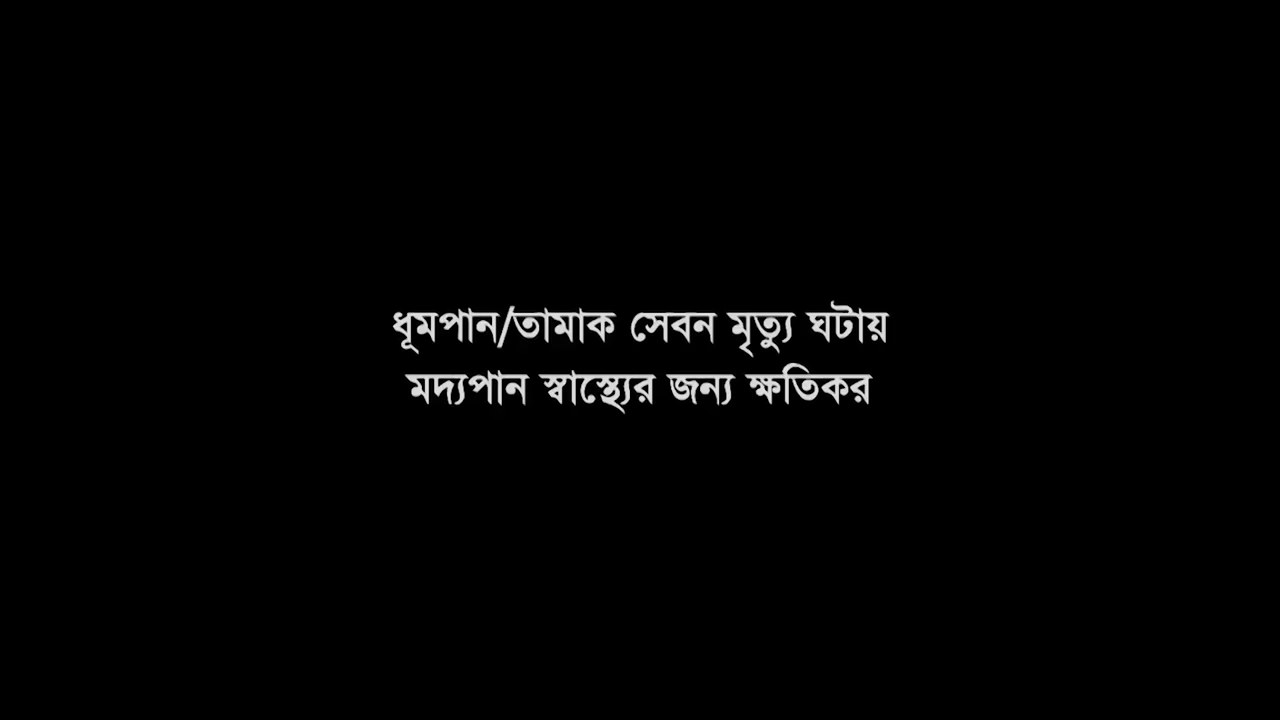 ধূমপান/তামাক সেবন মৃত্যু ঘটায়
মদ্যপান স্বাস্থ্যের জন্য ক্ষতিকর